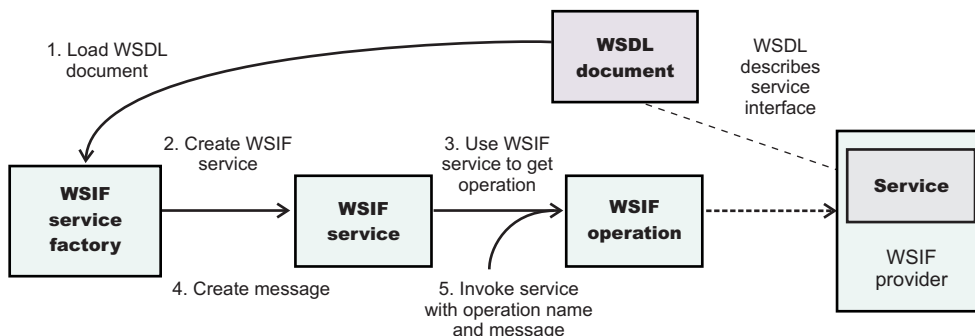 1. Load WSDL
document
WSDL
document
WSDL
describes
service
interface
2. Create WSIF
service
3. Use WSIF
service to get
operation
WSIF
service
factory
WSIF
service
WSIF
operation
Service
WSIF
provider
4. Create message
5. Invoke service
with operation name
and message